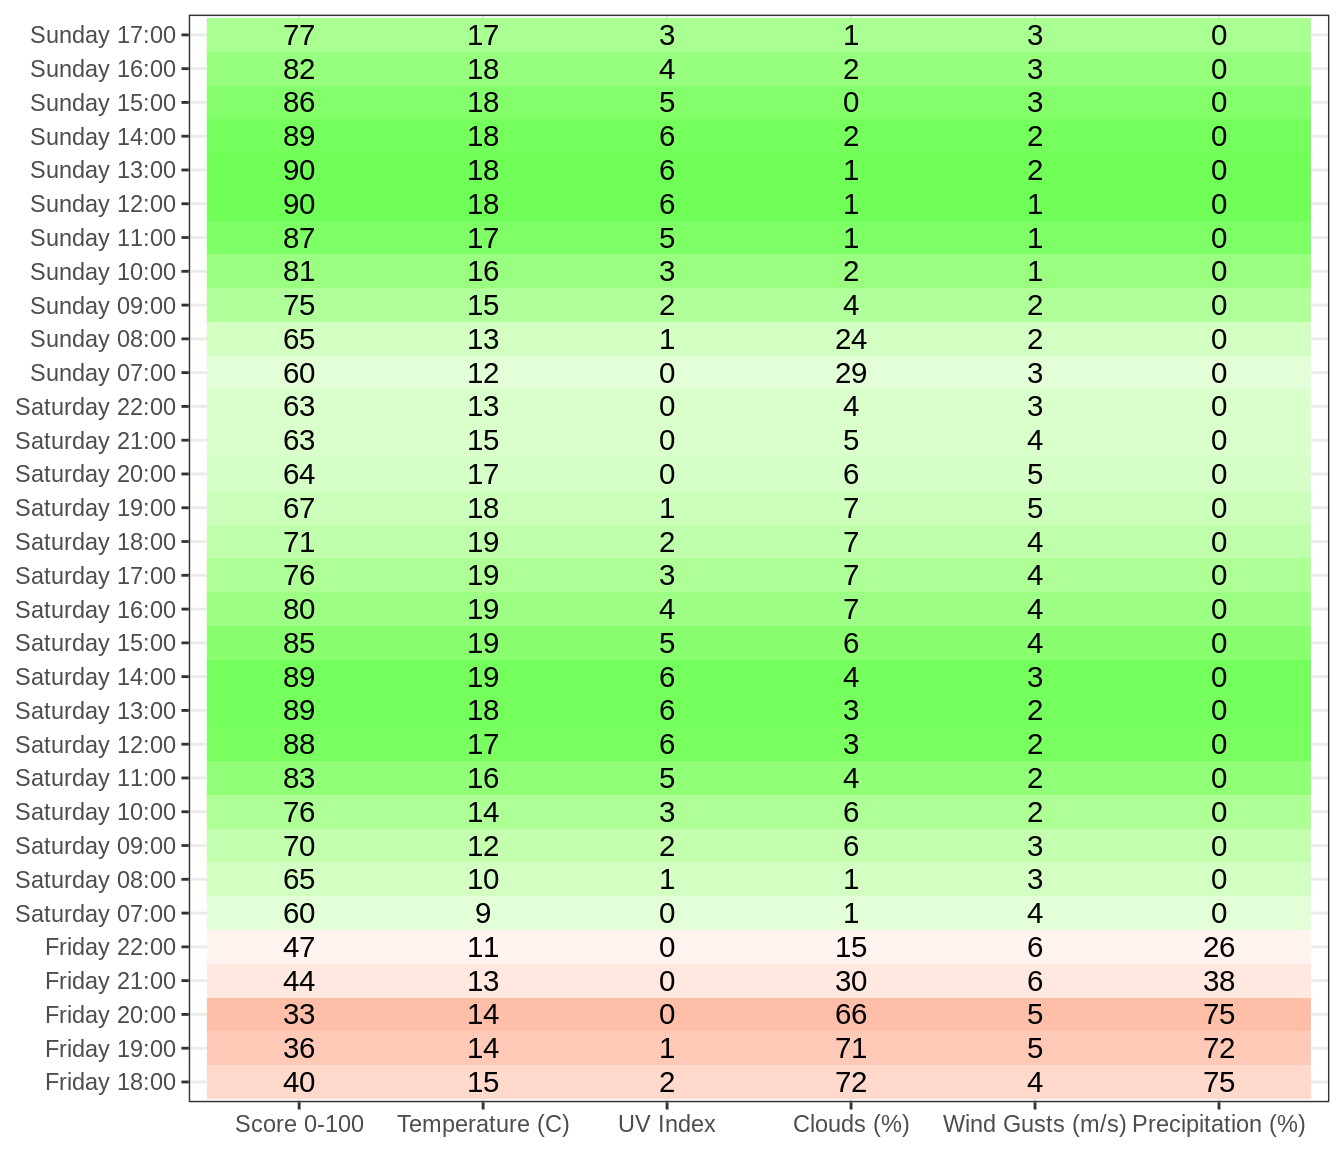 Sunday 17:00 77 17 3 1 3 0
Sunday 16:00 82 18 4 2 3 0
Sunday 15:00 86 18 5 0 3 0
Sunday 14:00 89 18 6 2 2 0
Sunday 13:00 90 18 6 1 2 0
Sunday 12:00 90 18 6 1 1 0
Sunday 11:00 87 17 5 1 1 0
Sunday 10:00 81 16 3 2 1 0
Sunday 09:00 75 15 2 4 2 0
Sunday 08:00 65 13 1 24 2 0
Sunday 07:00 60 12 0 29 3 0
Saturday 22:00 63 13 0 4 3 0
Saturday 21:00 63 15 0 5 4 0
Saturday 20:00 64 17 0 6 5 0
Saturday 19:00 67 18 1 7 5 0
Saturday 18:00 71 19 2 7 4 0
Saturday 17:00 76 19 3 7 4 0
Saturday 16:00 80 19 4 7 4 0
Saturday 15:00 85 19 5 6 4 0
Saturday 14:00 89 19 6 4 3 0
Saturday 13:00 89 18 6 3 2 0
Saturday 12:00 88 17 6 3 2 0
Saturday 11:00 83 16 5 4 2 0
Saturday 10:00 76 14 3 6 2 0
Saturday 09:00 70 12 2 6 3 0
Saturday 08:00 65 10 1 1 3 0
Saturday 07:00 60 9 0 1 4 0
Friday 22:00 47 11 0 15 6 26
Friday 21:00 44 13 0 30 6 38
Friday 20:00 33 14 0 66 5 75
Friday 19:00 36 14 1 71 5 72
Friday 18:00 40 15 2 72 4 75
Score 0-100 Temperature (C) UV Index Clouds (%) Wind Gusts (m/s) Precipitation (%)